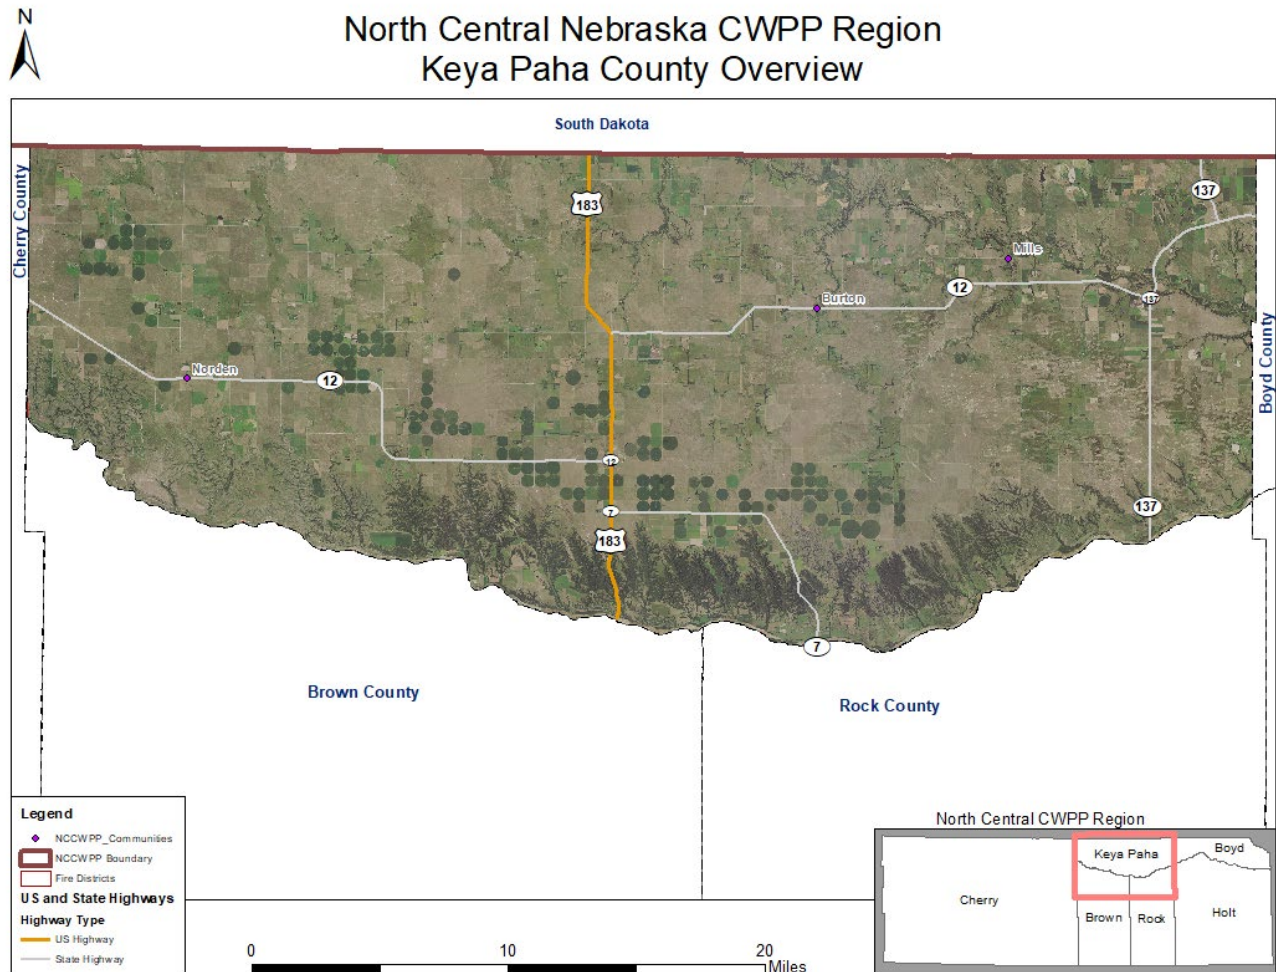 N
North Central Nebraska CWPP Region
Keya Paha County Overview
South Dakota
Cherry County
183
137
Mills
12
Burton
137
Boyd County
Norden
12
12
7
137
183
7
Brown County
Rock County
Legend
NCCWPP_Communities
NCCWPP Boundary
Fire Districts
US and State Highways
Highway Type
US Highway
State Highway
0 10 20
Miles
North Central CWPP Region
Keya Paha
Boyd
Cherry
Brown
Rock
Holt